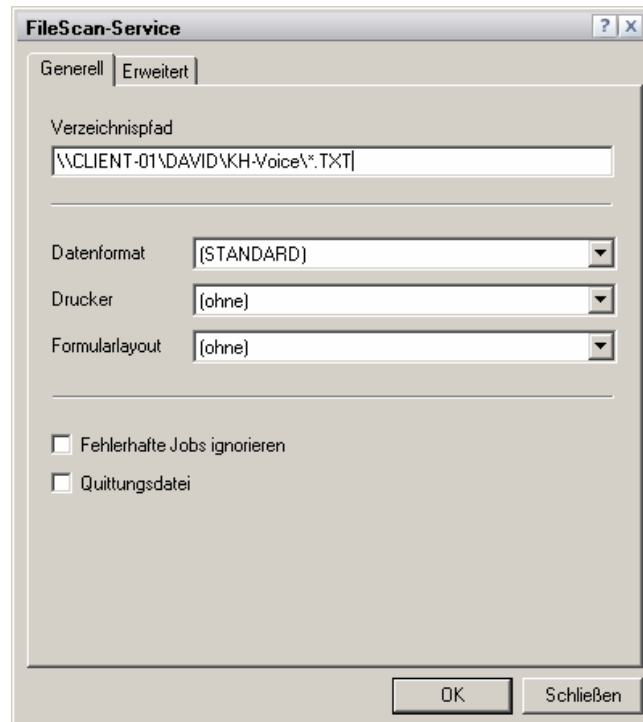 FileScan-Service
Generell
Erweitert
Verzeichnispfad
\\CLIENT-01\DAVID\KH-Voice\*.TXT
Datenformat
(STANDARD)
Drucker
(ohne)
Formularlayout
(ohne)
Fehlerhafte Jobs ignorieren
Quittungsdatei
OK
Schließen